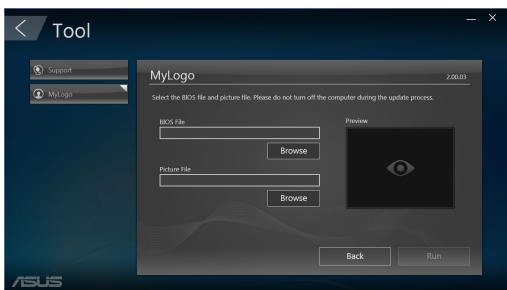 Tool
Support
MyLogo
MyLogo
2.00.03
Select the BIOS file and picture file. Please do not turn off the computer during the update process.
BIOS File
Preview
Browse
Picture File
Browse
Back
Run
ASUS